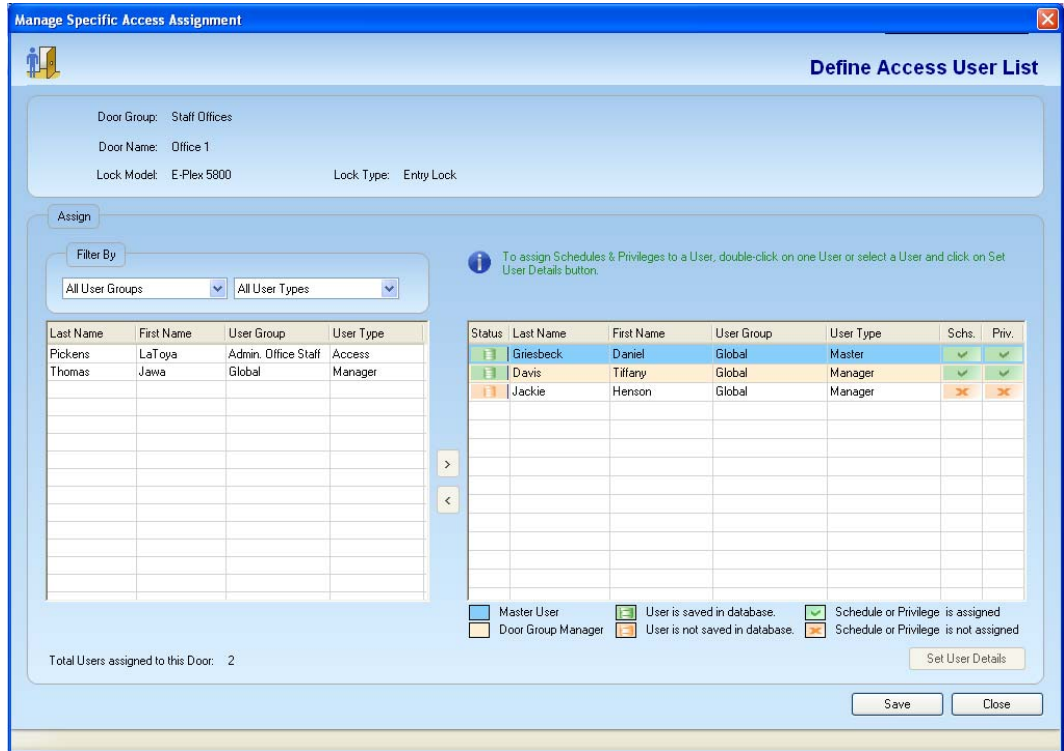 Manage Specific Access Assignment
Define Access User List
Door Group: Staff Offices
Door Name: Office 1
Lock Model: E-Plex 5800 Lock Type: Entry Lock
Assign
Filter By
All User Groups All User Types
To assign Schedules & Privileges to a User, double-click on one User or select a User and click on Set
User Details button.
Last Name First Name User Group User Type
Pickens LaToya Admin. Office Staff Access
Thomas Jawa Global Manager
Status Last Name First Name User Group User Type Schs. Priv.
Griesbeck Daniel Global Master
Davis Tiffany Global Manager
Jackie Henson Global Manager
>
<
Master User User is saved in database. Schedule or Privilege is assigned
Door Group Manager User is not saved in database. Schedule or Privilege is not assigned
Total Users assigned to this Door: 2
Set User Details
Save Close